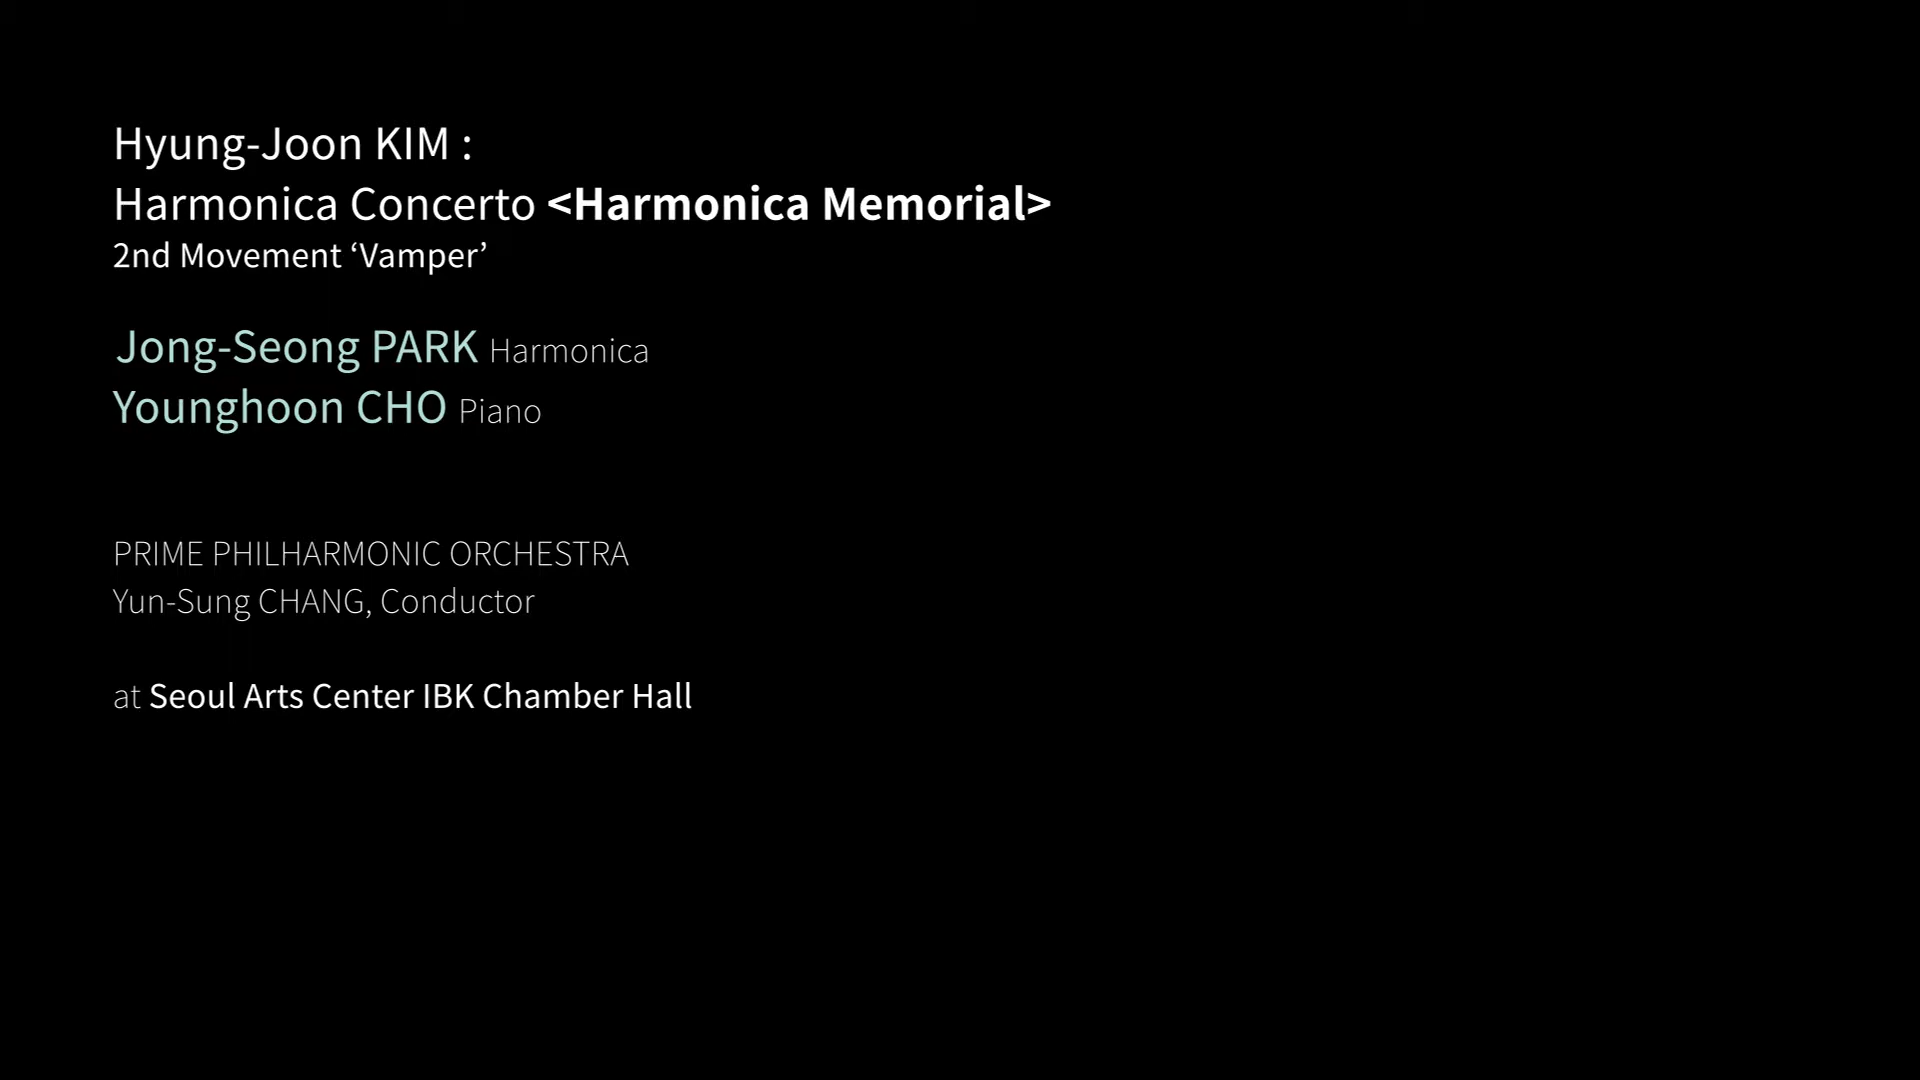 Hyung-Joon KIM :
Harmonica Concerto <Harmonica Memorial>
2nd Movement ‘Vamper’
Jong-Seong PARK Harmonica
Younghoon CHO Piano
PRIME PHILHARMONIC ORCHESTRA
Yun-Sung CHANG, Conductor
at Seoul Arts Center IBK Chamber Hall